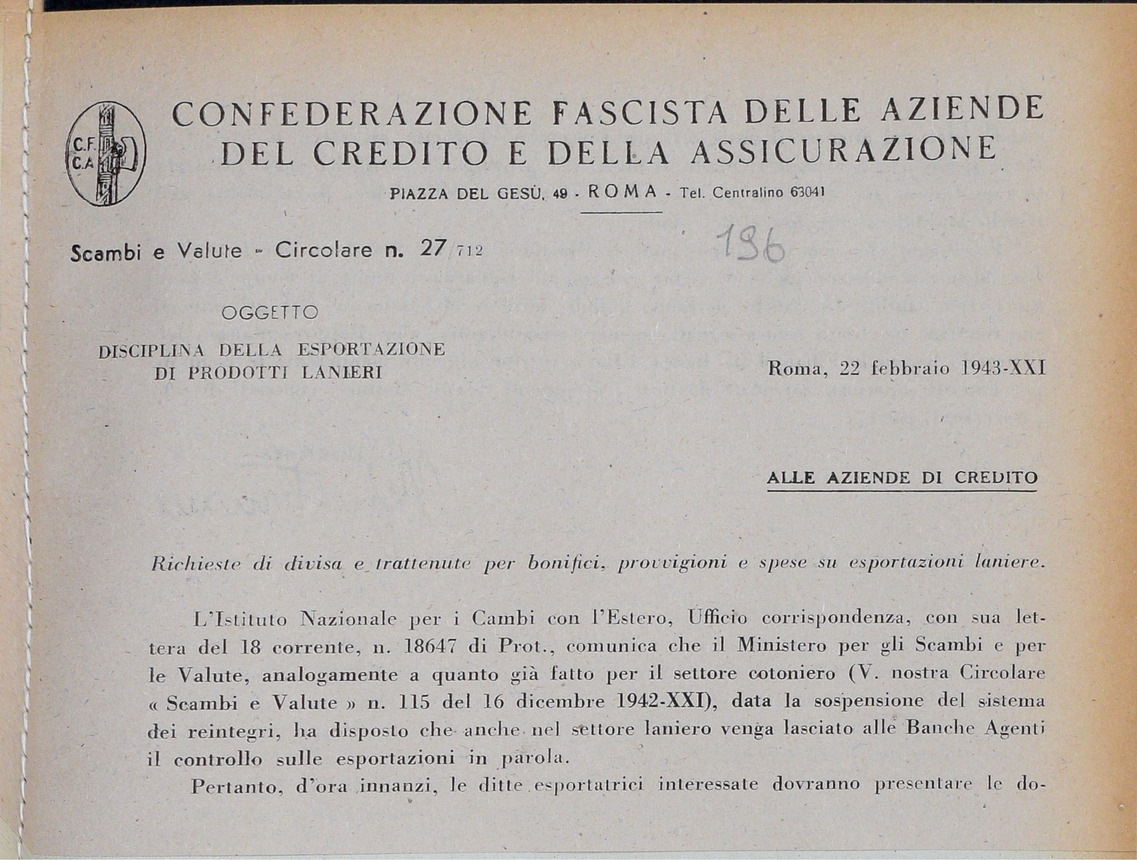 C.F.
C.A.
CONFEDERAZIONE FASCISTA DELLE AZIENDE
DEL CREDITO E DELLA ASSICURAZIONE
PIAZZA DEL GESÙ, 49 - ROMA - Tel. Centralino 63041
Scambi e Valute - Circolare n. 27/712
196
OGGETTO
DISCIPLINA DELLA ESPORTAZIONE
DI PRODOTTI LANIERI
Roma, 22 febbraio 1943-XXI
ALLE AZIENDE DI CREDITO
Richieste di divisa e trattenute per bonifici, provvigioni e spese su esportazioni laniere.
L'Istituto Nazionale per i Cambi con l'Estero, Ufficio corrispondenza, con sua let-
tera del 18 corrente, n. 18647 di Prot., comunica che il Ministero per gli Scambi e per
le Valute, analogamente a quanto già fatto per il settore cotoniero (V. nostra Circolare
« Scambi e Valute » n. 115 del 16 dicembre 1942-XXI), data la sospensione del sistema
dei reintegri, ha disposto che anche nel settore laniero venga lasciato alle Banche Agenti
il controllo sulle esportazioni in parola.
Pertanto, d'ora innanzi, le ditte esportatrici interessate dovranno presentare le do-